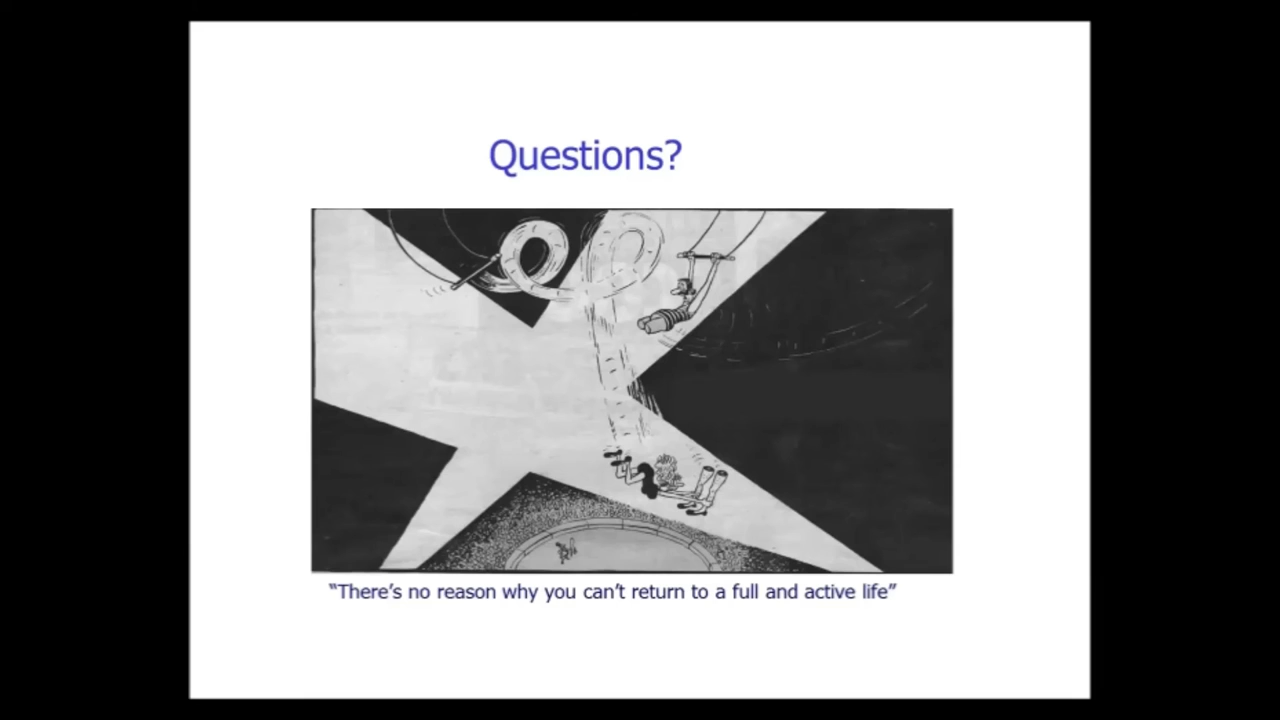 Questions?
“There’s no reason why you can’t return to a full and active life”